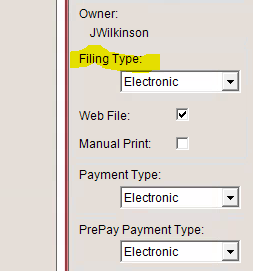 Owner:
JWilkinson
Filing Type:
Electronic
Web File:
Manual Print:
Payment Type:
Electronic
PrePay Payment Type:
Electronic